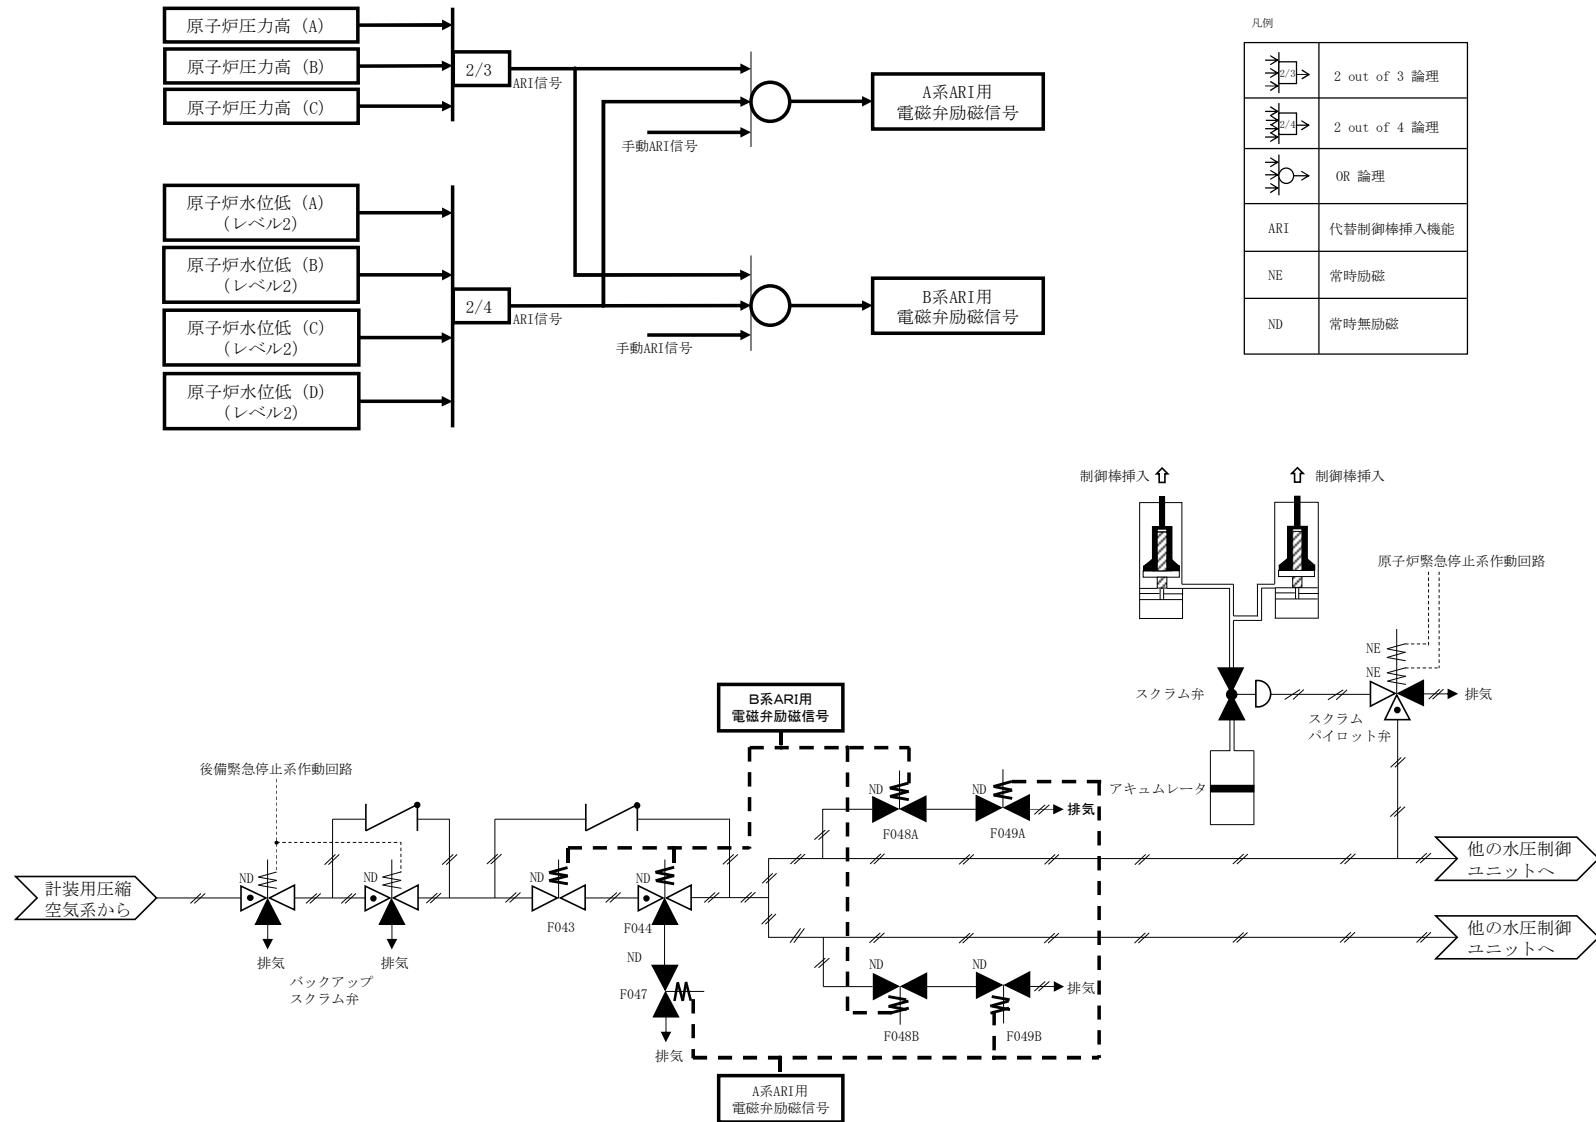 原子炉圧力高 (A)
原子炉圧力高 (B)
原子炉圧力高 (C)
2/3
ARI信号
手動ARI信号
A系ARI用
電磁弁励磁信号
原子炉水位低 (A)
(レベル2)
原子炉水位低 (B)
(レベル2)
原子炉水位低 (C)
(レベル2)
原子炉水位低 (D)
(レベル2)
2/4
ARI信号
手動ARI信号
B系ARI用
電磁弁励磁信号
凡例
2/3
2 out of 3 論理
2/4
2 out of 4 論理
OR 論理
ARI
代替制御棒挿入機能
NE
常時励磁
ND
常時無励磁
制御棒挿入
制御棒挿入
原子炉緊急停止系作動回路
NE
NE
スクラム弁
排気
スクラム
パイロット弁
アキュムレータ
B系ARI用
電磁弁励磁信号
後備緊急停止系作動回路
計装用圧縮
空気系から
ND
排気
ND
排気
バックアップ
スクラム弁
ND
F043
ND
F044
ND
F047
排気
ND
F048A
ND
F049A
排気
ND
F048B
ND
F049B
排気
他の水圧制御
ユニットへ
他の水圧制御
ユニットへ
A系ARI用
電磁弁励磁信号